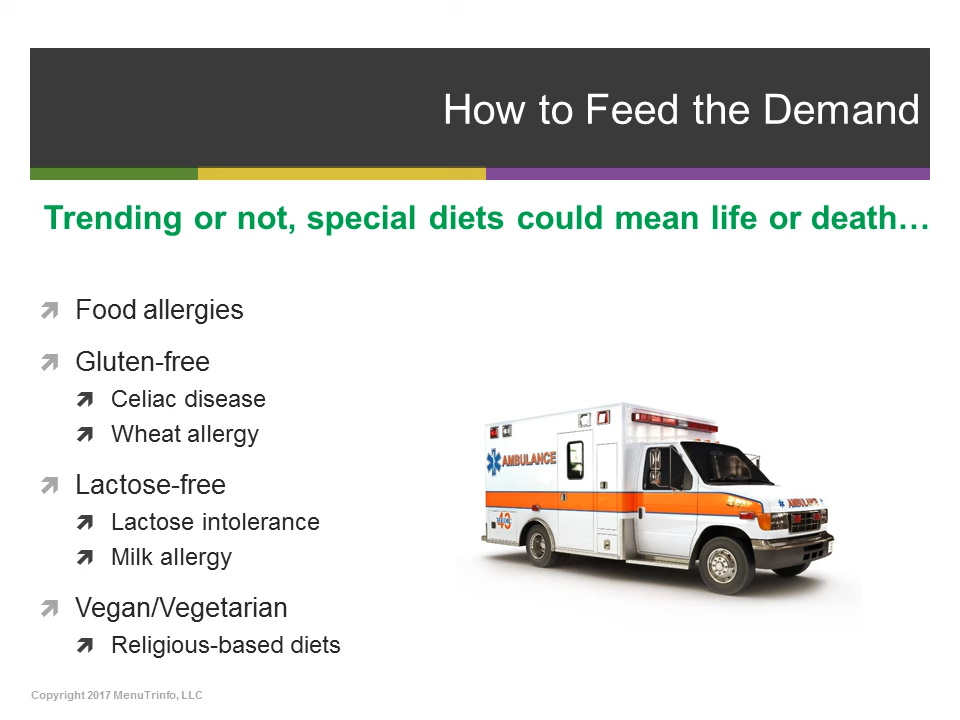 How to Feed the Demand
Trending or not, special diets could mean life or death…
Food allergies
Gluten-free
Celiac disease
Wheat allergy
Lactose-free
Lactose intolerance
Milk allergy
Vegan/Vegetarian
Religious-based diets
AMBULANCE
AMBULANCE
43
Copyright 2017 MenuTrinfo, LLC